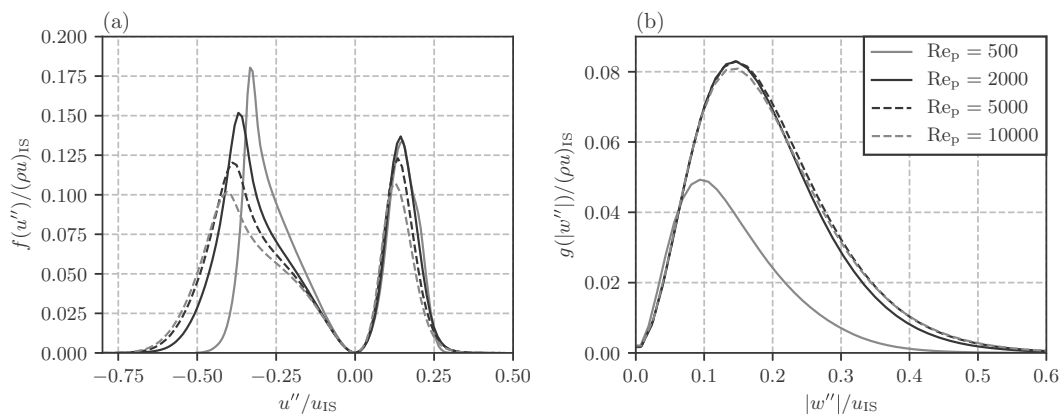 (a)
0.200
0.175
0.150
0.125
0.100
0.075
0.050
0.025
0.000
f(u″)/(ρu)IS
−0.75 −0.50 −0.25 0.00 0.25 0.50
u″/uIS
(b)
0.08
0.06
0.04
0.02
0.00
g(|w″|)/(ρu)IS
0.0 0.1 0.2 0.3 0.4 0.5 0.6
|w″|/uIS
Rep = 500
Rep = 2000
Rep = 5000
Rep = 10000